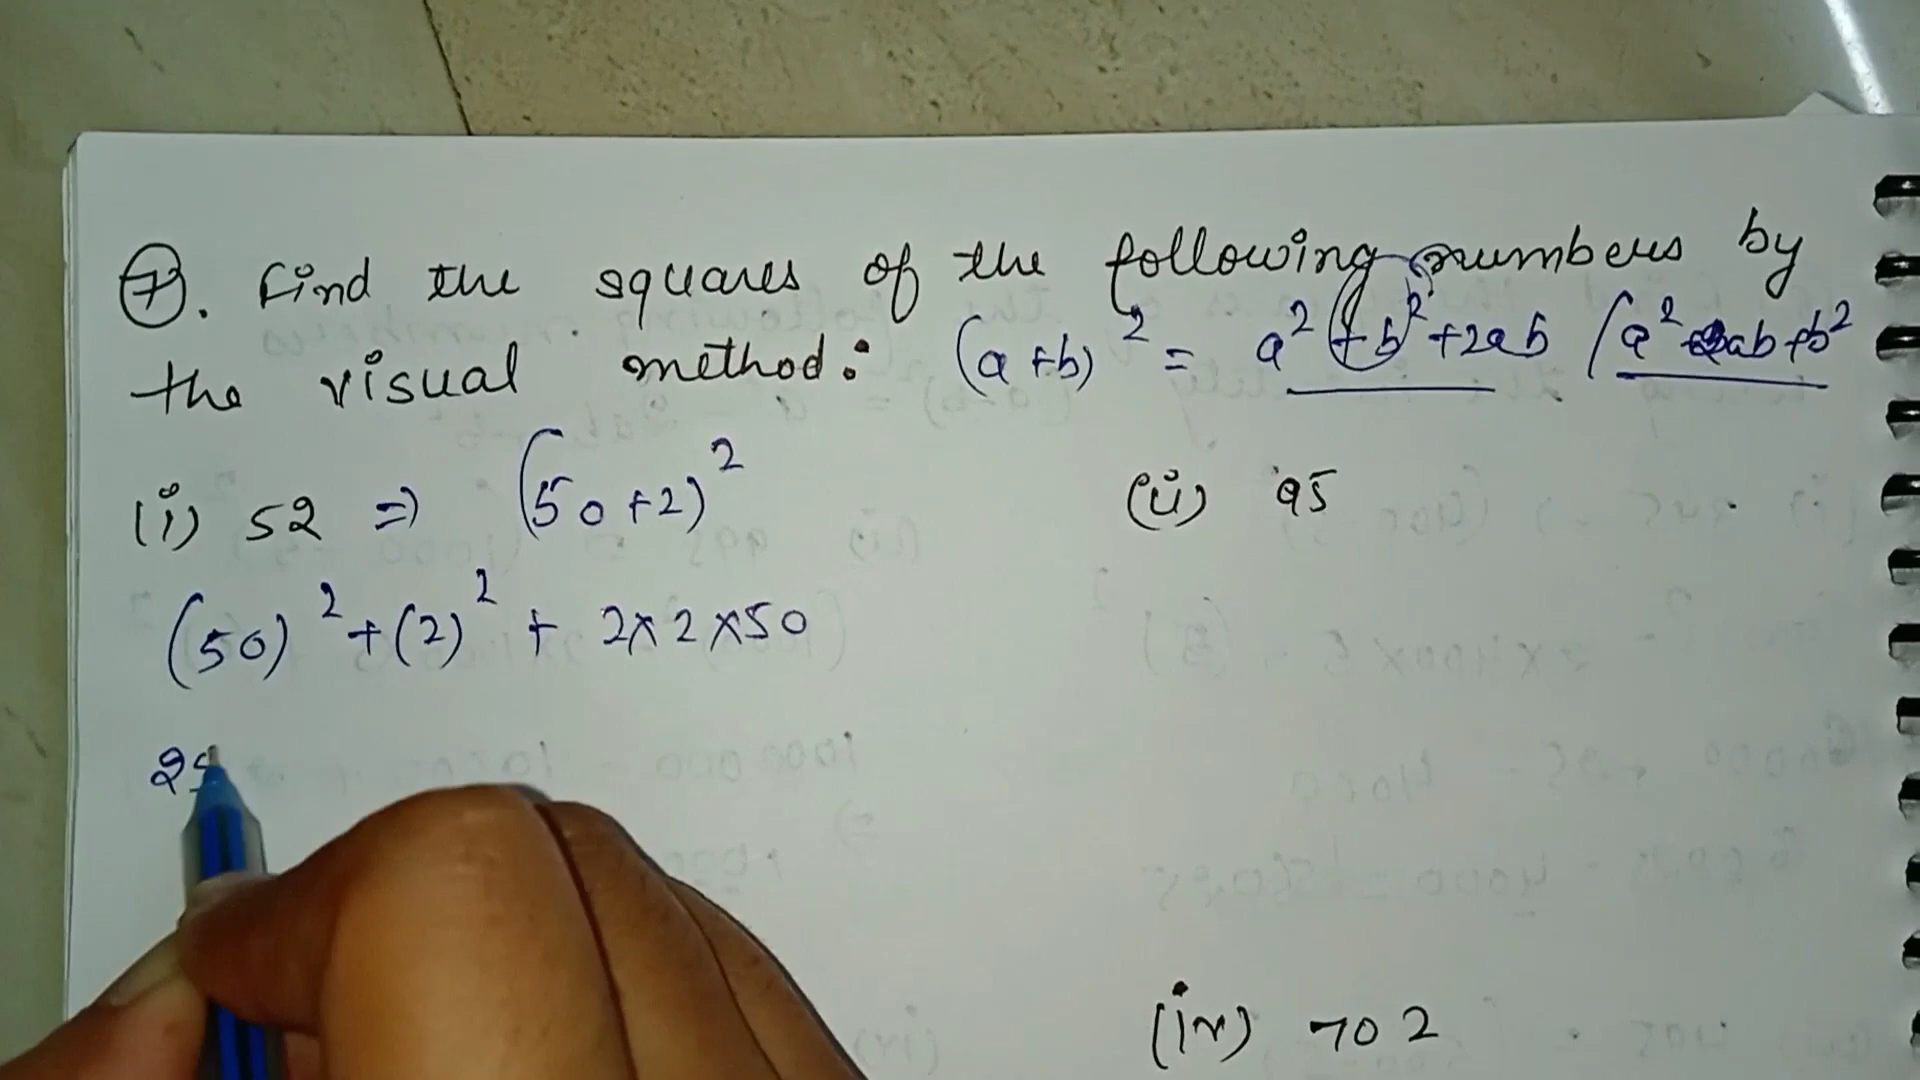 7. Find the squares of the following numbers by
the visual method: (a+b)² = a²+b²+2ab / a²+2ab+b²
(i) 52 ⇒ (50+2)²
(ii) 95
(50)²+(2)² + 2×2×50
25
(iv) 702